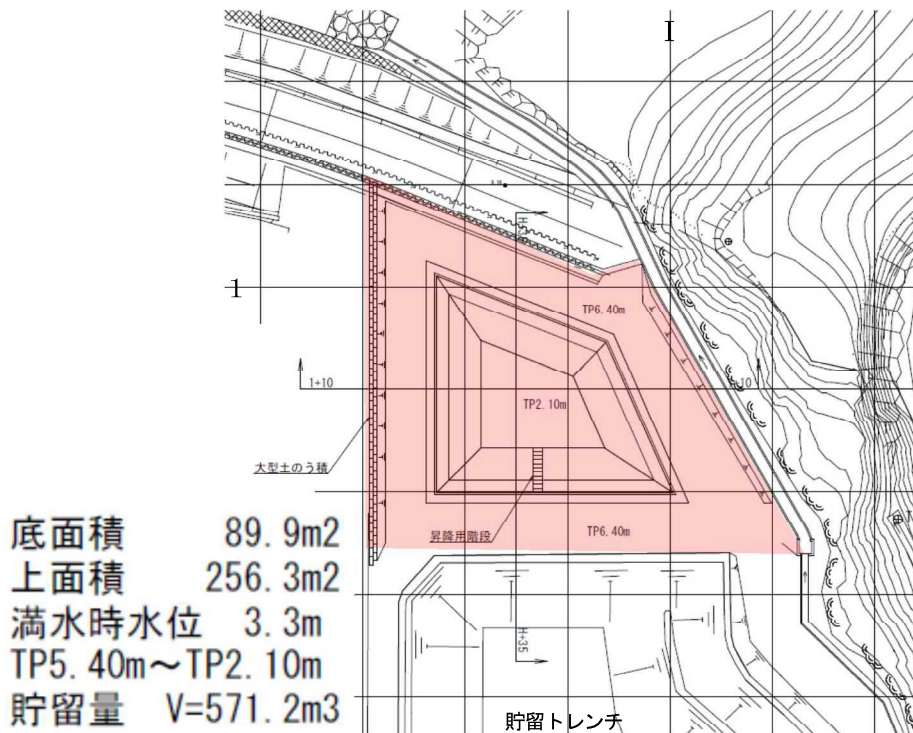 I
H+35
1
TP6.40m
1+10
TP2.10m
大型土のう積
昇降用階段
TP6.40m
底面積 89.9m2
上面積 256.3m2
満水時水位 3.3m
TP5.40m～TP2.10m
貯留量 V=571.2m3
H+35
貯留トレンチ